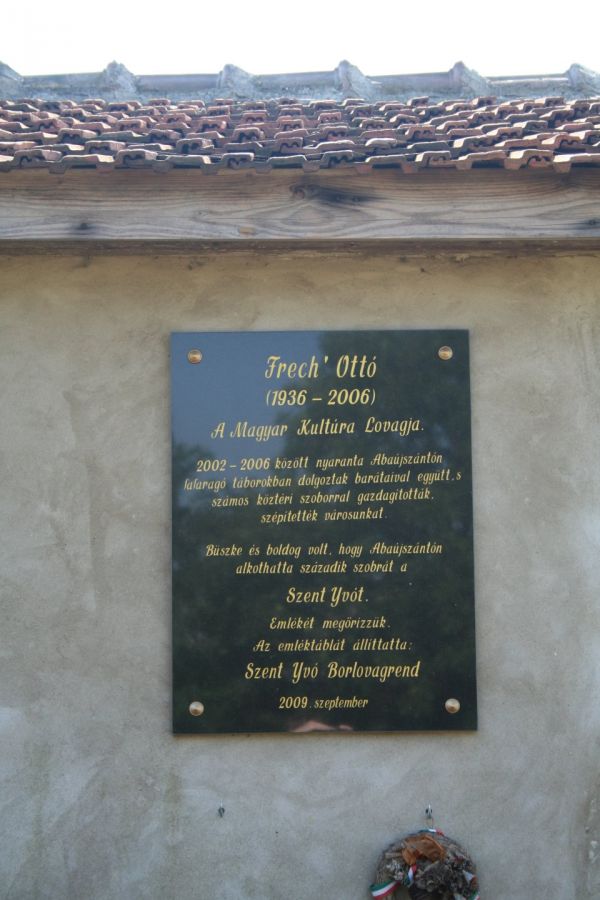 Frech' Ottó
(1936 – 2006)
A Magyar Kultúra Lovagja.
2002 – 2006 között nyaranta Abaújszántón
fafaragó táborokban dolgoztak barátaival együtt, s
számos köztéri szoborral gazdagították,
szépítették városunkat.
Büszke és boldog volt, hogy Abaújszántón
alkothatta századik szobrát a
Szent Yvót.
Emlékét megőrizzük.
Az emléktáblát állíttatta:
Szent Yvó Borlovagrend
2009. szeptember